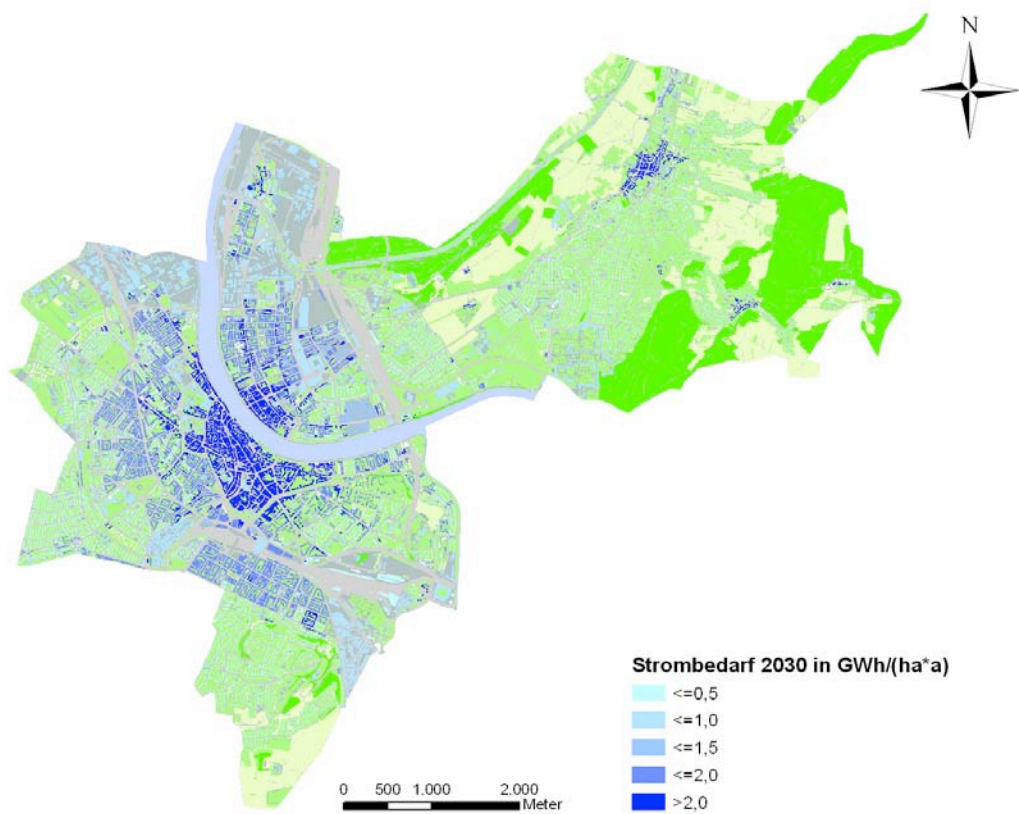 N
Strombedarf 2030 in GWh/(ha*a)
<=0,5
<=1,0
<=1,5
<=2,0
>2,0
0 500 1.000 2.000
Meter